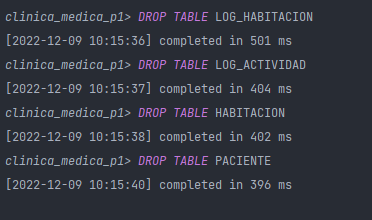 clinica_medica_p1> DROP TABLE LOG_HABITACION
[2022-12-09 10:15:36] completed in 501 ms
clinica_medica_p1> DROP TABLE LOG_ACTIVIDAD
[2022-12-09 10:15:37] completed in 404 ms
clinica_medica_p1> DROP TABLE HABITACION
[2022-12-09 10:15:38] completed in 402 ms
clinica_medica_p1> DROP TABLE PACIENTE
[2022-12-09 10:15:40] completed in 396 ms